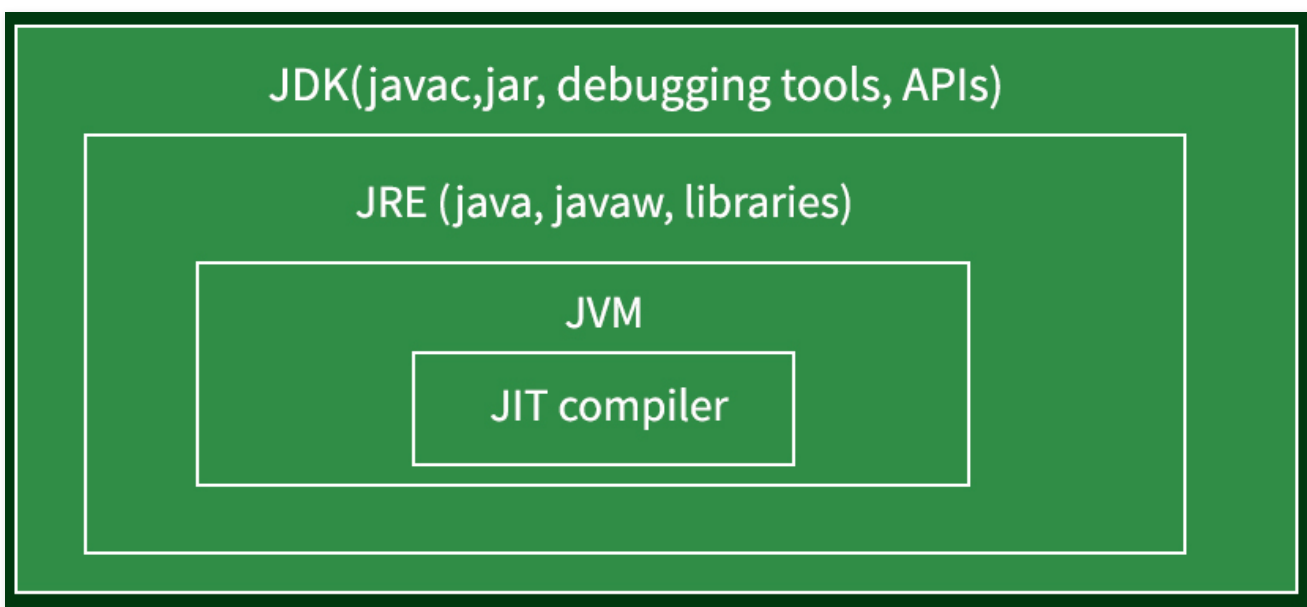 JDK(javac,jar, debugging tools, APIs)
JRE (java, javaw, libraries)
JVM
JIT compiler